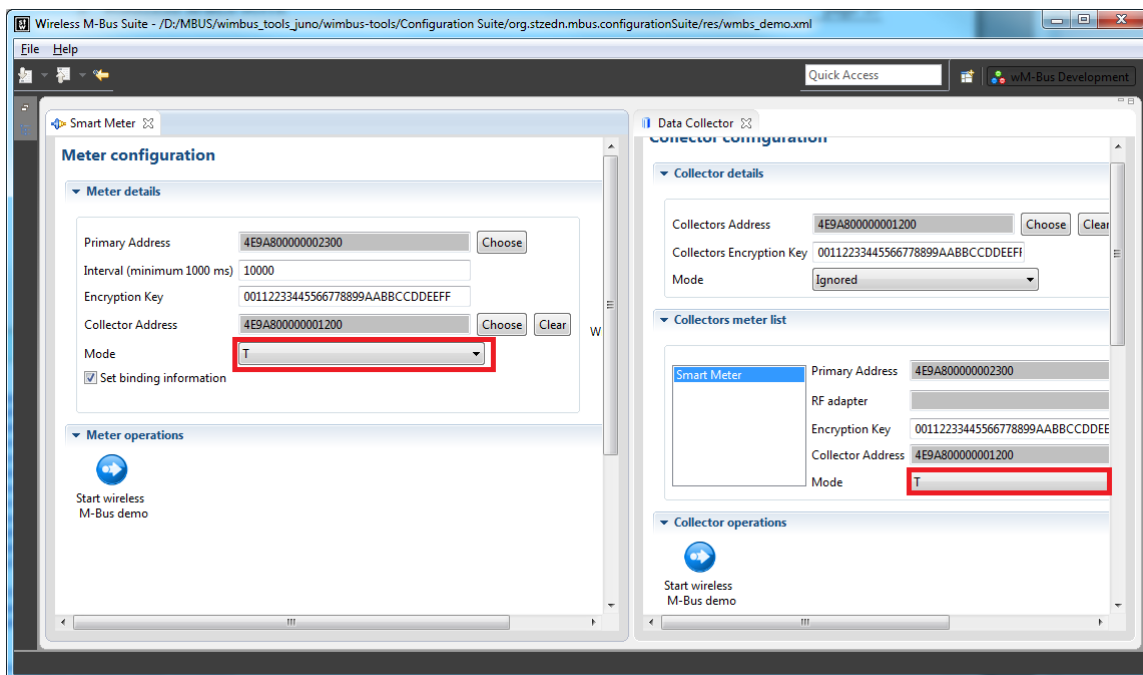 Wireless M-Bus Suite - /D:/MBUS/wimbus_tools_juno/wimbus-tools/Configuration Suite/org.stzedn.mbus.configurationSuite/res/wmbs_demo.xml
File Help
Quick Access
wM-Bus Development
Smart Meter
Meter configuration
Meter details
Primary Address 4E9A800000002300 Choose
Interval (minimum 1000 ms) 10000
Encryption Key 00112233445566778899AABBCCDDEEFF
Collector Address 4E9A800000001200 Choose Clear
W
Mode T
Set binding information
Meter operations
Start wireless
M-Bus demo
Data Collector
Collector configuration
Collector details
Collectors Address 4E9A800000001200 Choose Clear
Collectors Encryption Key 00112233445566778899AABBCCDDEEFF
Mode Ignored
Collectors meter list
Smart Meter
Primary Address 4E9A800000002300
RF adapter
Encryption Key 00112233445566778899AABBCCDDEE
Collector Address 4E9A800000001200
Mode T
Collector operations
Start wireless
M-Bus demo